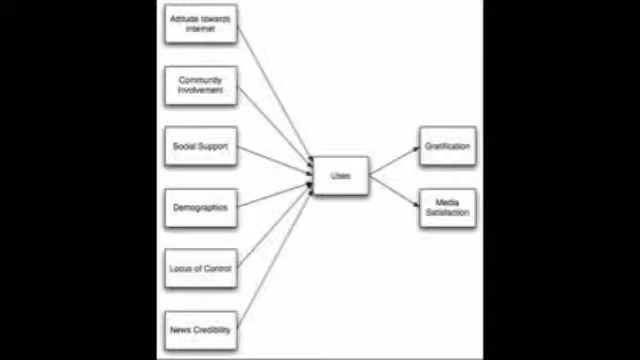 Attitude towards
Internet
Community
Involvement
Social Support
Demographics
Locus of Control
News Credibility
Uses
Gratification
Media
Satisfaction